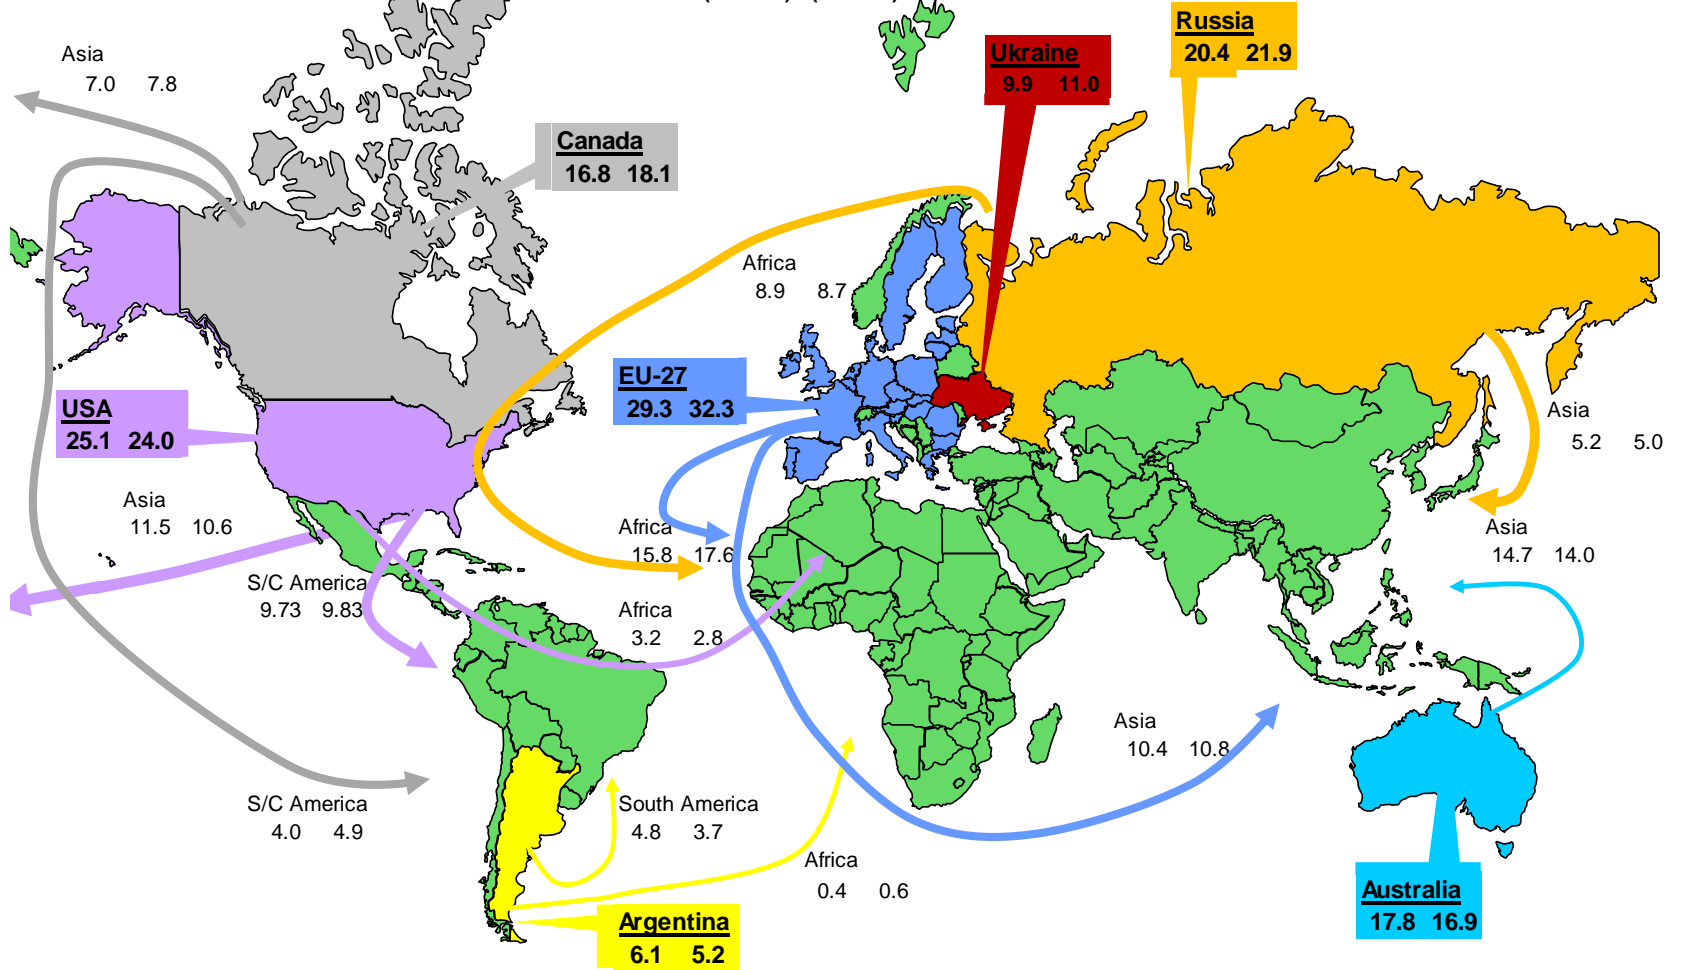 Russia
20.4 21.9
Ukraine
9.9 11.0
Asia
7.0 7.8
Canada
16.8 18.1
Africa
8.9 8.7
EU-27
29.3 32.3
USA
25.1 24.0
Asia
5.2 5.0
Asia
11.5 10.6
Africa
15.8 17.6
Asia
14.7 14.0
S/C America
9.73 9.83
Africa
3.2 2.8
Asia
10.4 10.8
S/C America
4.0 4.9
South America
4.8 3.7
Africa
0.4 0.6
Australia
17.8 16.9
Argentina
6.1 5.2